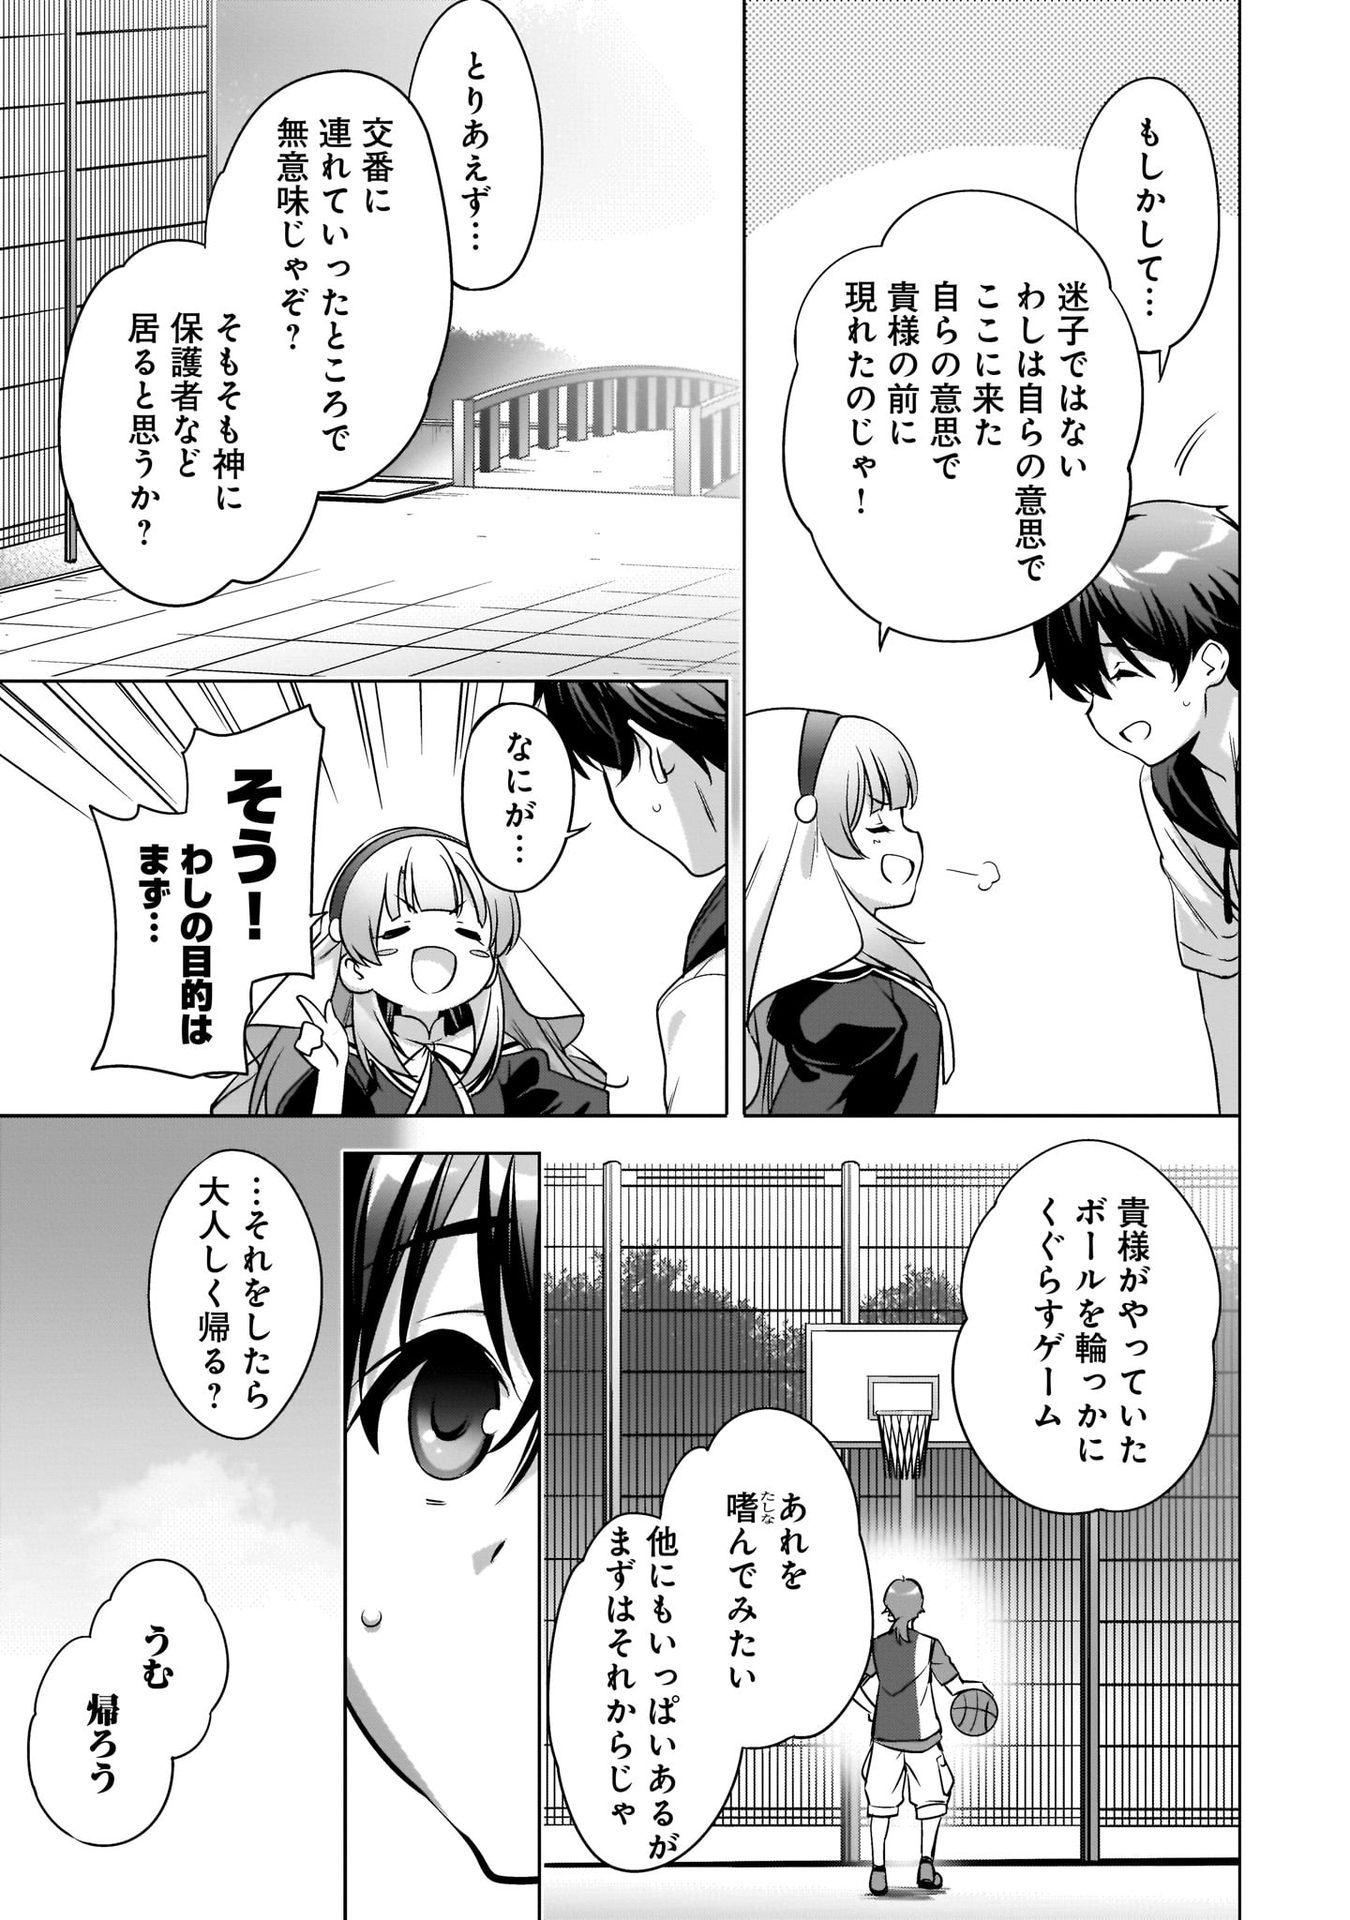 もしかして…
迷子ではない
わしは自らの意思で
ここに来た
自らの意思で
貴様の前に
現れたのじゃ！
とりあえず…
交番に
連れていったところで
無意味じゃぞ？
そもそも神に
保護者など
居ると思うか？
なにが…
そう！
わしの目的は
まず…
貴様がやっていた
ボールを輪っかに
くぐらすゲーム
あれを
嗜んでみたい
たしな
他にもいっぱいあるが
まずはそれからじゃ
…それをしたら
大人しく帰る？
うむ
帰ろう